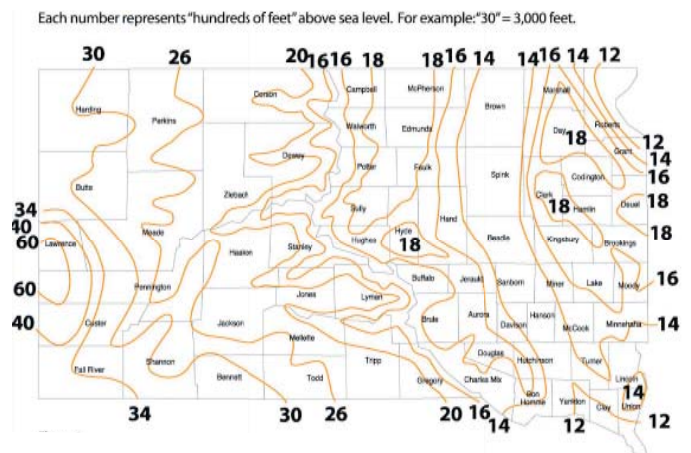 Each number represents "hundreds of feet" above sea level. For example:"30" = 3,000 feet.
30 26 20 16 16 18 18 16 14 14 16 14 12
Corson Campbell McPherson Marshall
Harding Perkins Brown
Walworth Edmunds Day 18 Roberts
12
Grant
14
Dewey Potter Faulk Spink Codington
16
Butte Ziebach Clark
18
34 Sully Hand 18 Hamlin Deuel
40 Meade Hyde
18
60 Lawrence Haakon Stanley Hughes 18 Beadle Kingsbury Brookings
Pennington Buffalo Jerauld Sanborn Miner Lake Moody 16
60
Jones Lyman
40 Custer Jackson Brule Aurora Davison Hanson McCook Minnehaha 14
Mellette
Shannon Tripp Douglas Hutchinson Turner
Fall River Bennett Todd Gregory Charles Mix Lincoln
14
Bon Homme Yankton Clay Union
34 30 26 20 16 14 12 12